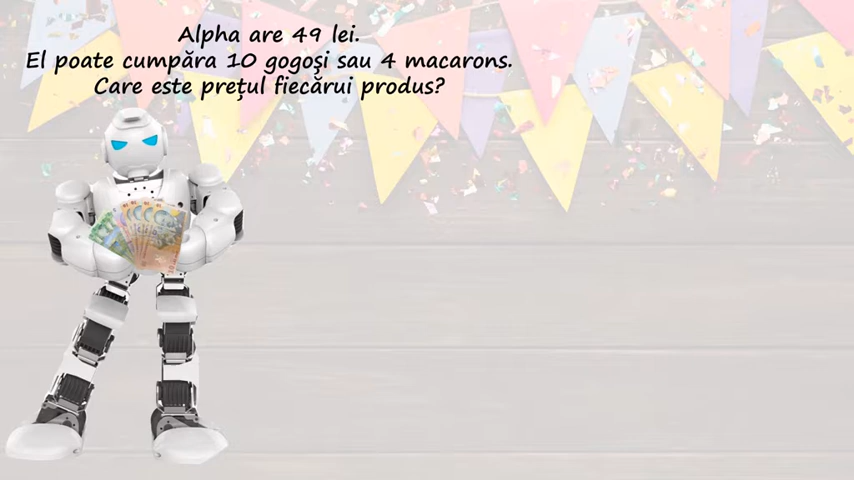 Alpha are 49 lei.
El poate cumpăra 10 gogoşi sau 4 macarons.
Care este preţul fiecărui produs?